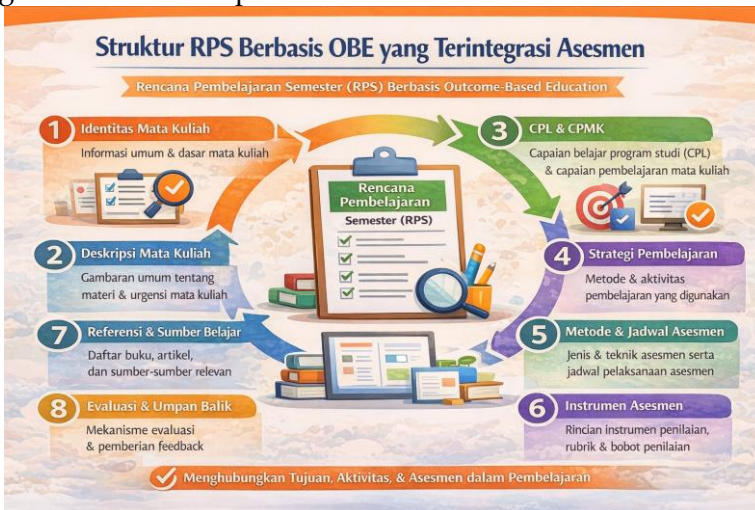 Struktur RPS Berbasis OBE yang Terintegrasi Asesmen
Rencana Pembelajaran Semester (RPS) Berbasis Outcome-Based Education
1 Identitas Mata Kuliah
Informasi umum & dasar mata kuliah
2 Deskripsi Mata Kuliah
Gambaran umum tentang
materi & urgensi mata kuliah
7 Referensi & Sumber Belajar
Daftar buku, artikel,
dan sumber-sumber relevan
8 Evaluasi & Umpan Balik
Mekanisme evaluasi
& pemberian feedback
Rencana
Pembelajaran
Semester (RPS)
3 CPL & CPMK
Capaian belajar program studi (CPL)
& capaian pembelajaran mata kuliah
4 Strategi Pembelajaran
Metode & aktivitas
pembelajaran yang digunakan
5 Metode & Jadwal Asesmen
Jenis & teknik asesmen serta
jadwal pelaksanaan asesmen
6 Instrumen Asesmen
Rincian instrumen penilaian,
rubrik & bobot penilaian
Menghubungkan Tujuan, Aktivitas, & Asesmen dalam Pembelajaran